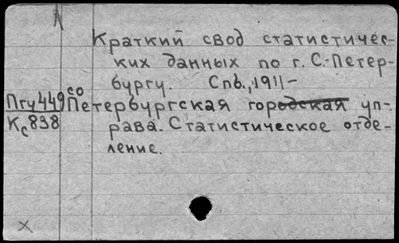 Краткий свод статистичес-
ких данных по г. С.-Петер-
бургу. Спб., 1911-
Пгу449 со Петербургская городская уп-
Кс838 рава. Статистическое отде-
ление.